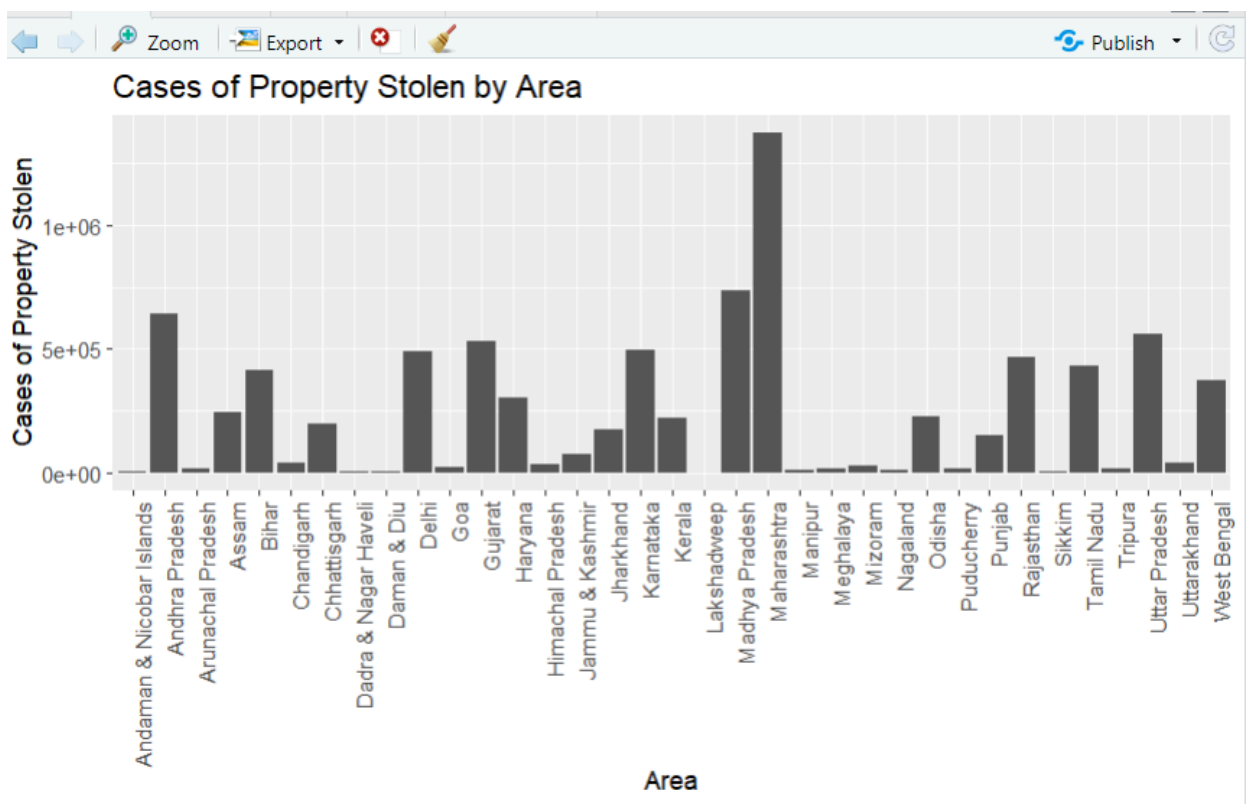 Zoom Export Publish
Cases of Property Stolen by Area
Cases of Property Stolen
1e+06
5e+05
0e+00
Andaman & Nicobar Islands
Andhra Pradesh
Arunachal Pradesh
Assam
Bihar
Chandigarh
Chhattisgarh
Dadra & Nagar Haveli
Daman & Diu
Delhi
Goa
Gujarat
Haryana
Himachal Pradesh
Jammu & Kashmir
Jharkhand
Karnataka
Kerala
Lakshadweep
Madhya Pradesh
Maharashtra
Manipur
Meghalaya
Mizoram
Nagaland
Odisha
Puducherry
Punjab
Rajasthan
Sikkim
Tamil Nadu
Tripura
Uttar Pradesh
Uttarakhand
West Bengal
Area